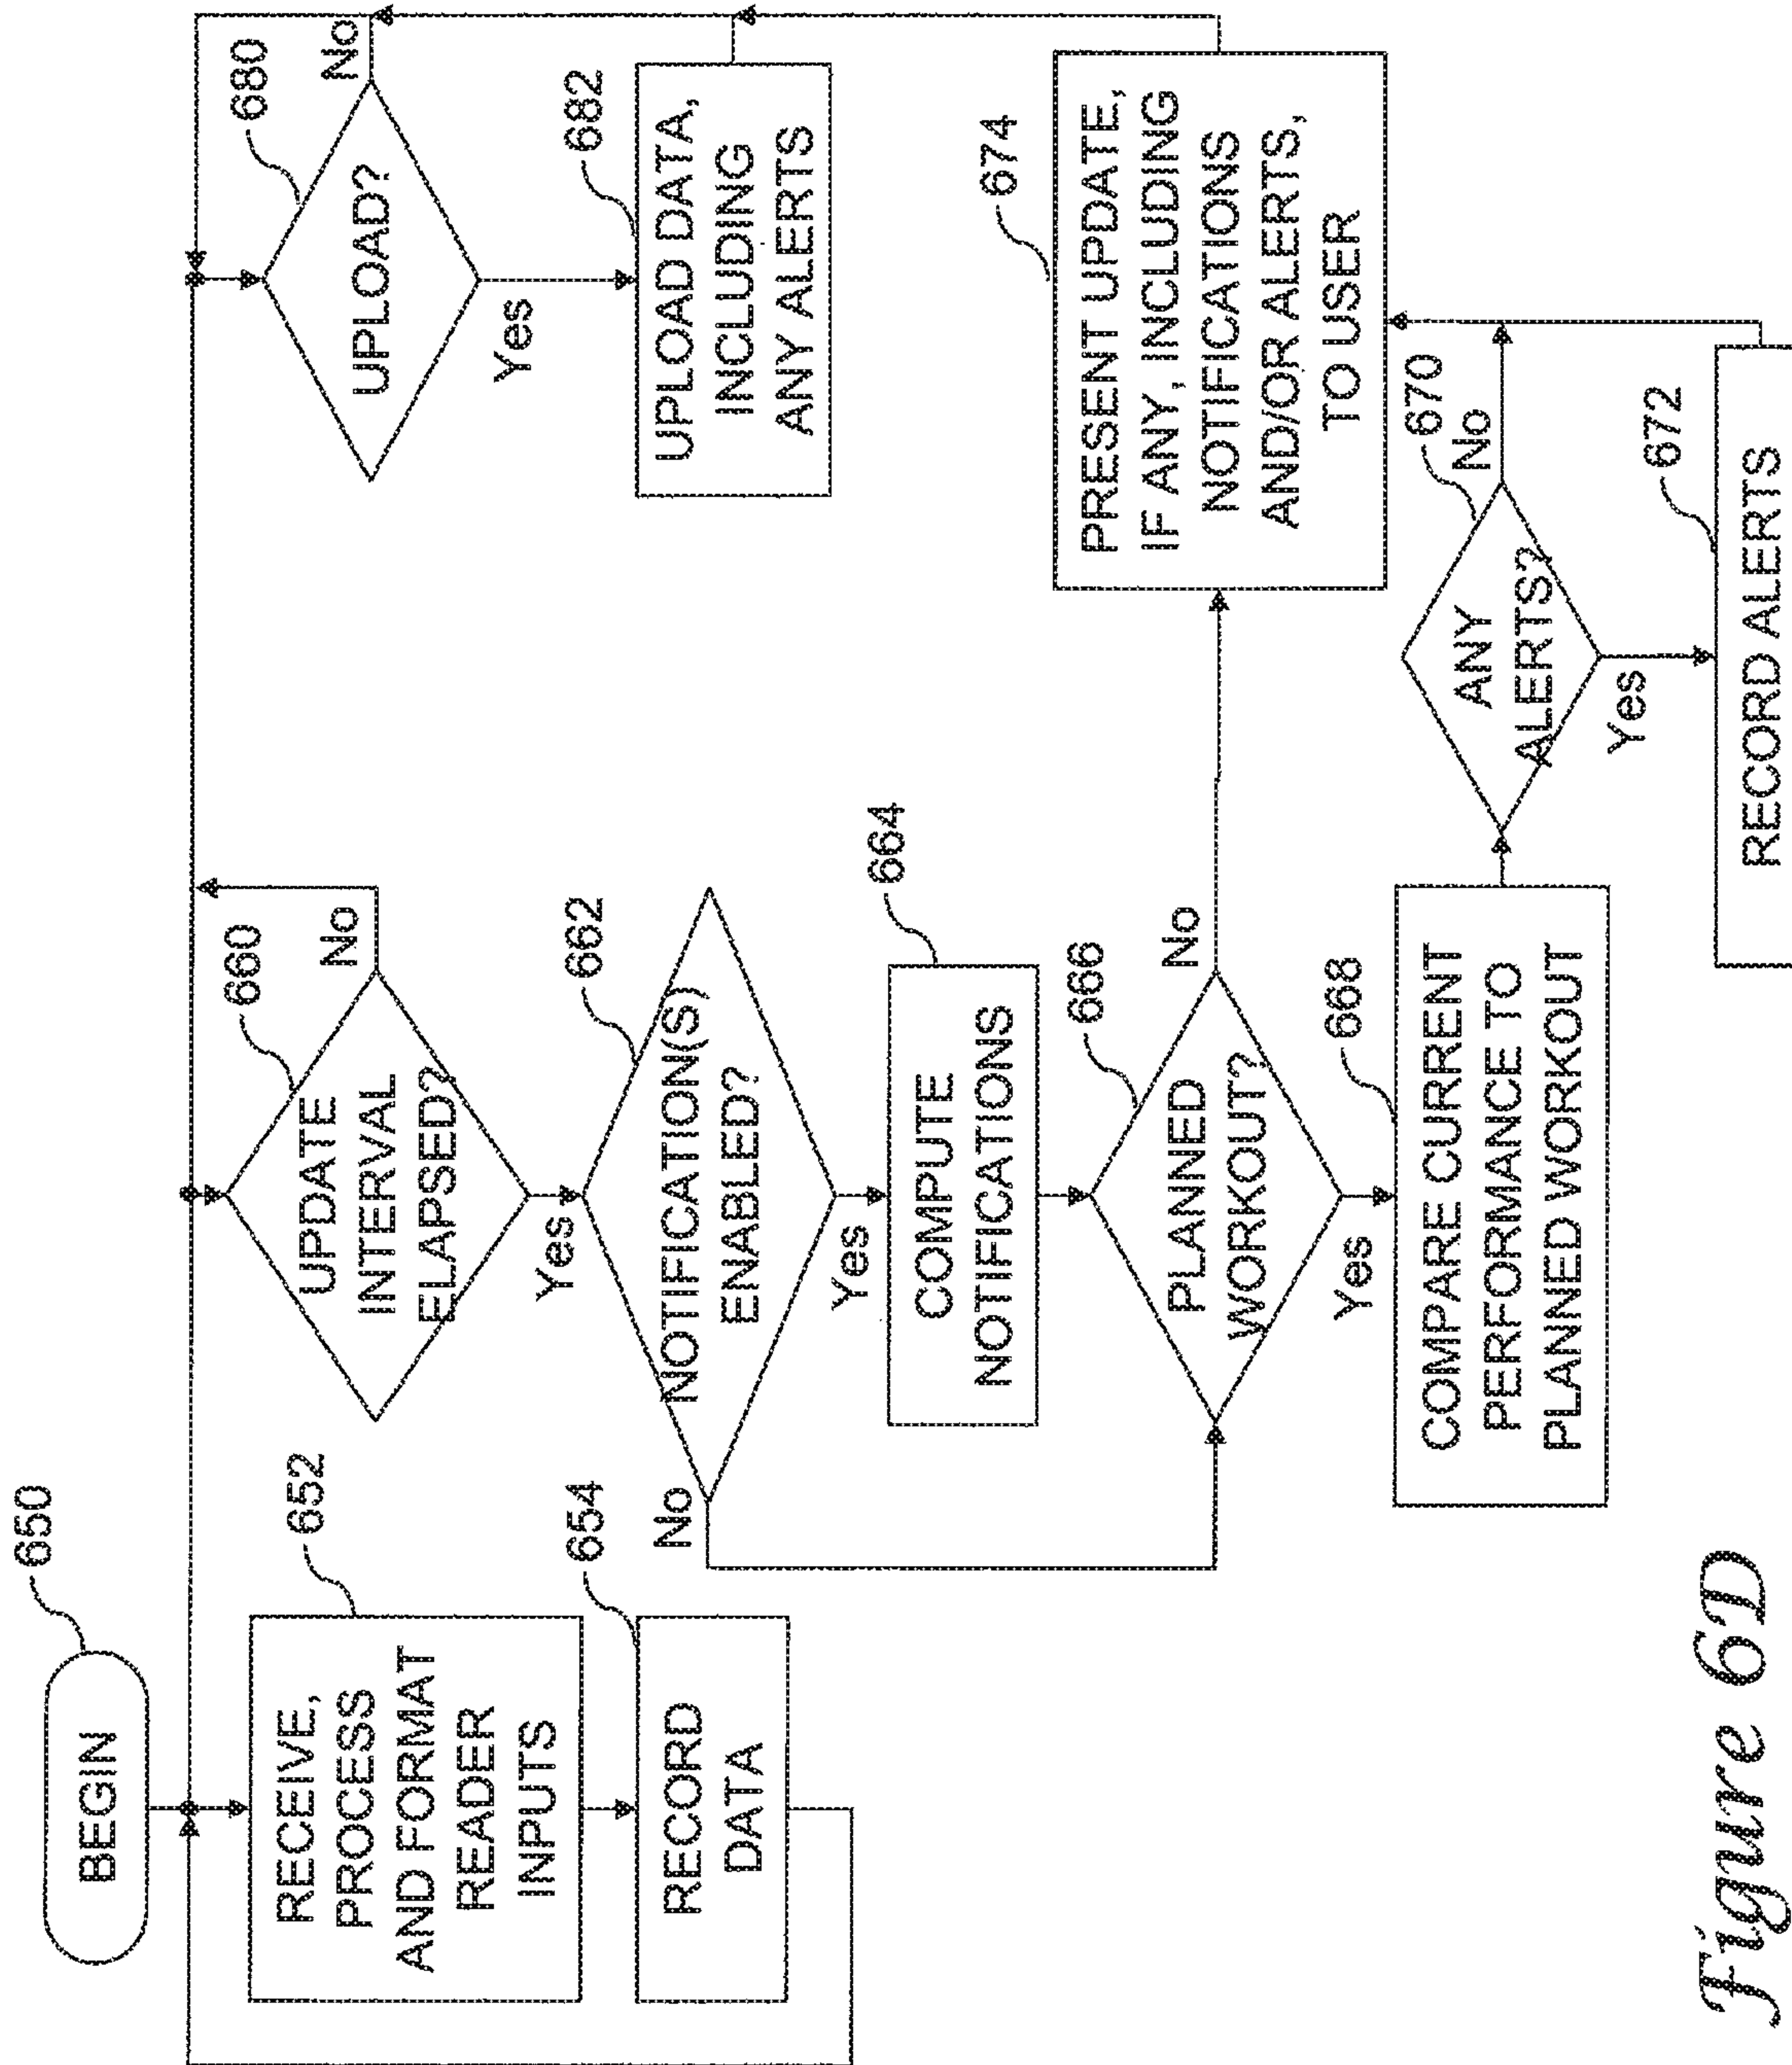 650
BEGIN
652
RECEIVE,
PROCESS
AND FORMAT
READER
INPUTS
654
RECORD
DATA
660
UPDATE
INTERVAL
ELAPSED?
No
Yes
662
NOTIFICATION(S)
ENABLED?
No
Yes
664
COMPUTE
NOTIFICATIONS
666
PLANNED
WORKOUT?
No
Yes
668
COMPARE CURRENT
PERFORMANCE TO
PLANNED WORKOUT
670
ANY
ALERTS?
No
Yes
672
RECORD ALERTS
674
PRESENT UPDATE,
IF ANY, INCLUDING
NOTIFICATIONS
AND/OR ALERTS,
TO USER
680
UPLOAD?
No
Yes
682
UPLOAD DATA,
INCLUDING
ANY ALERTS
Figure 6D